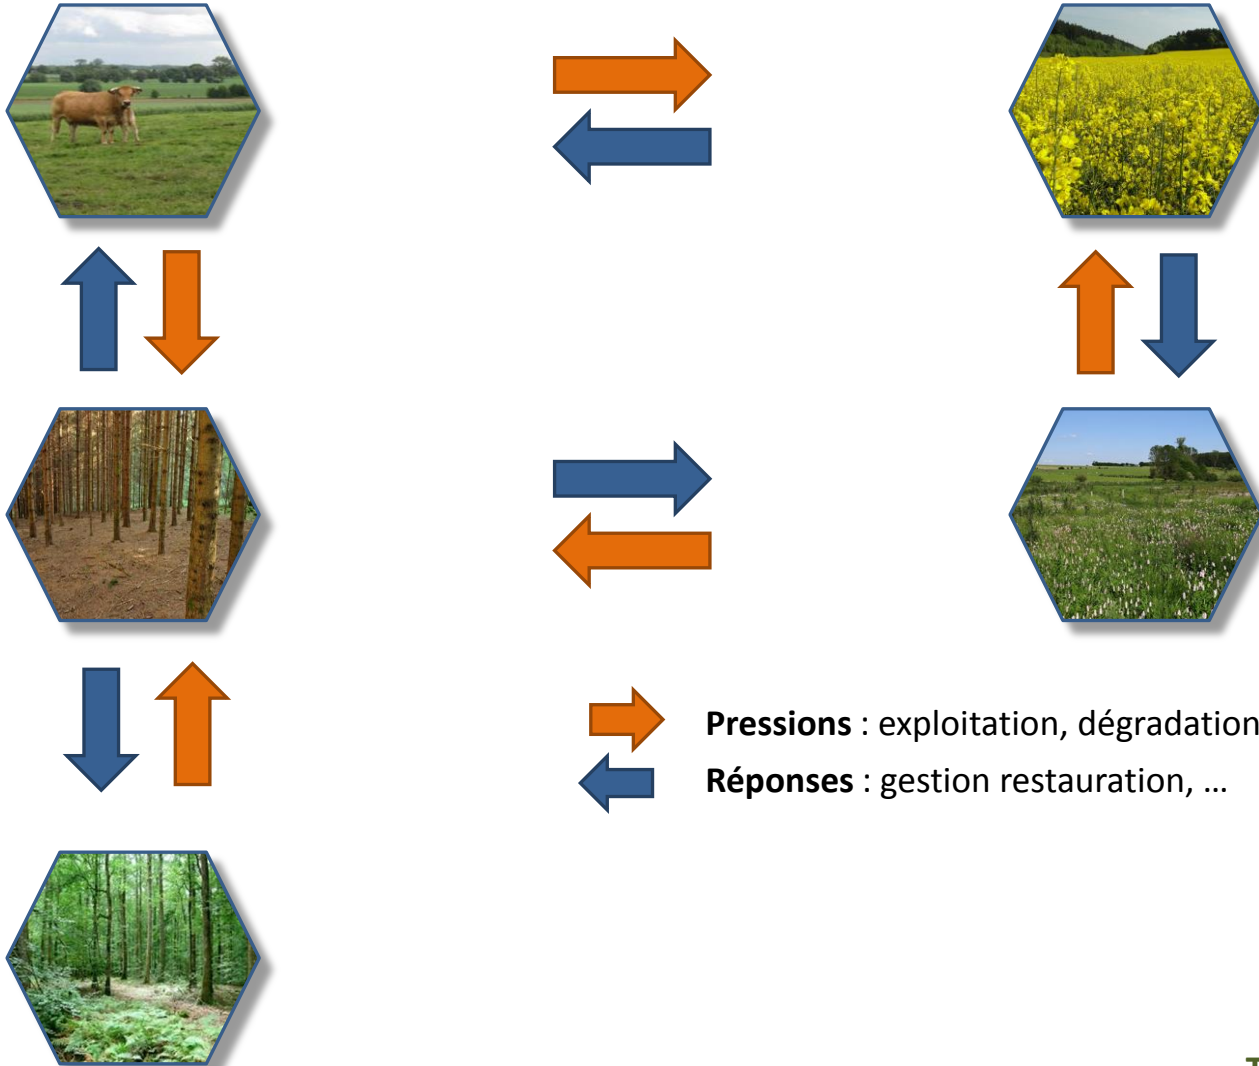 Pressions : exploitation, dégradation
Réponses : gestion restauration, ...